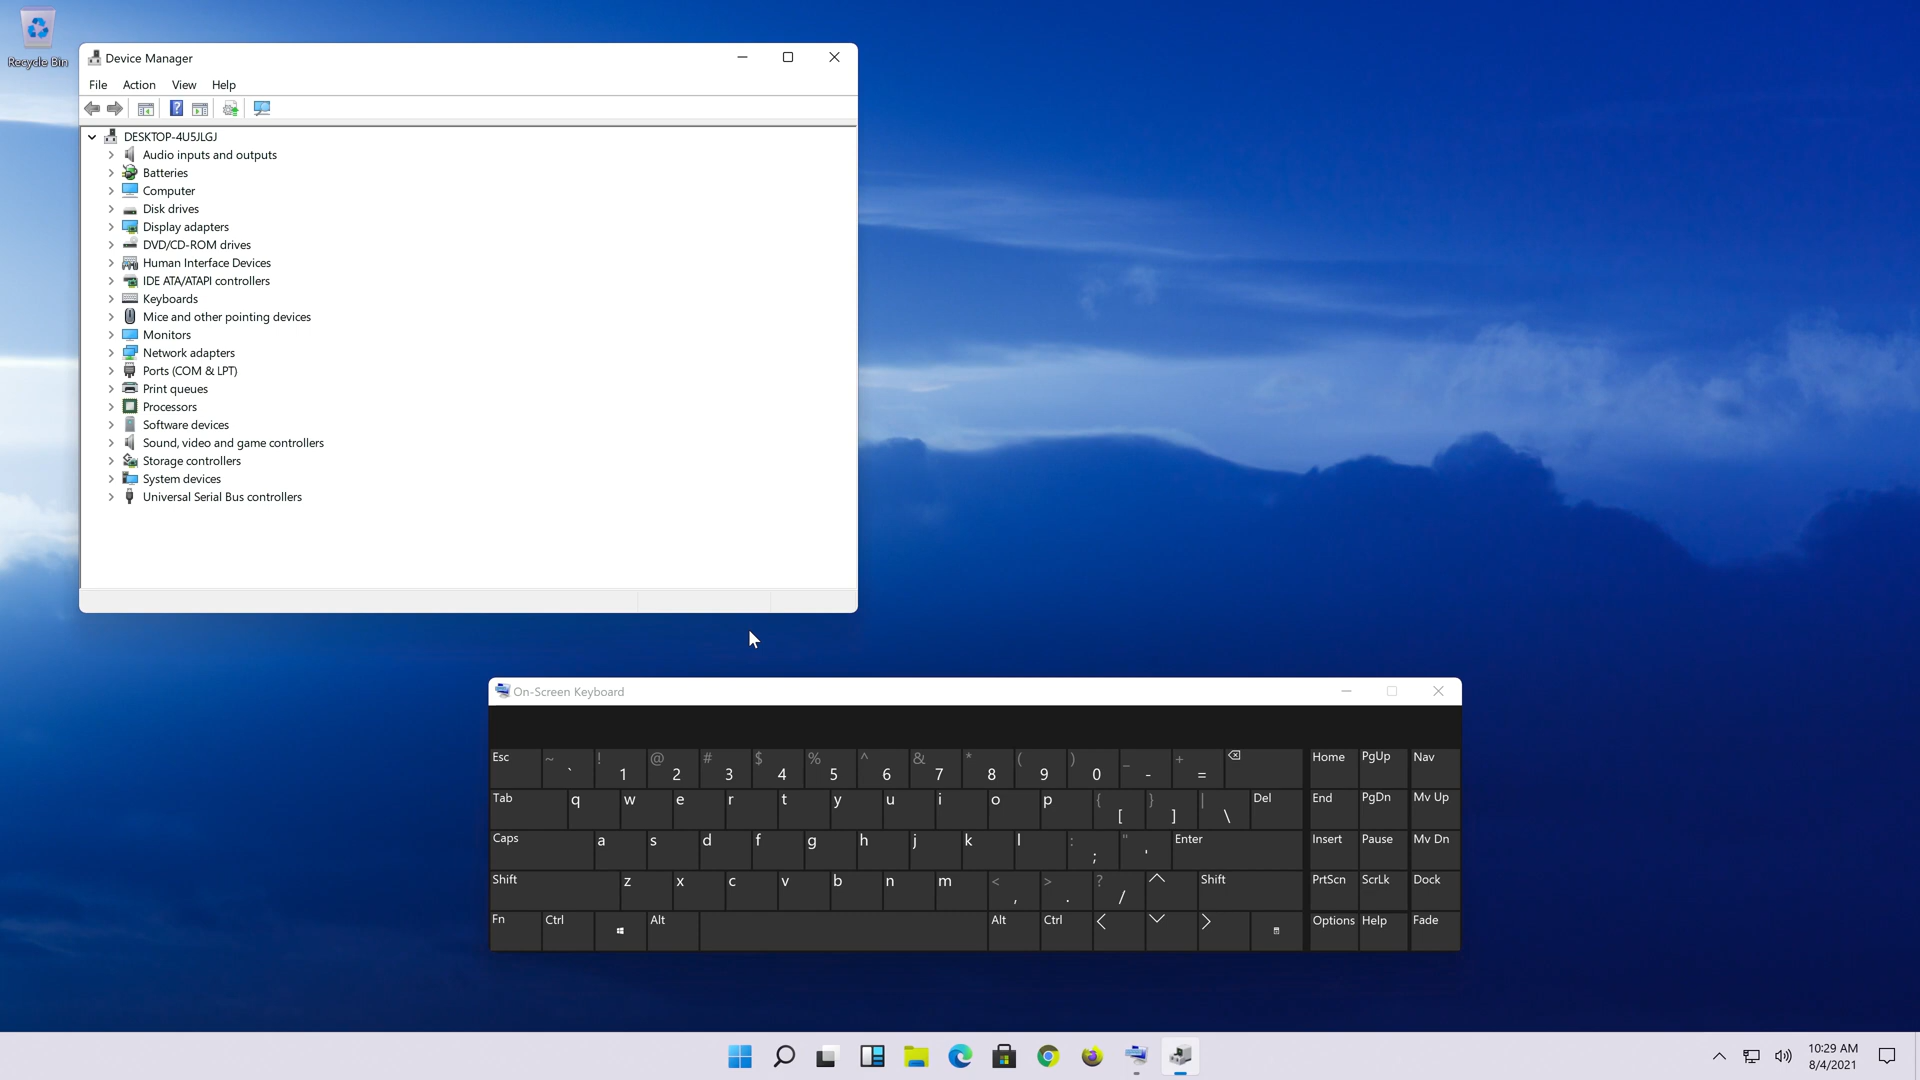 Recycle Bin
Device Manager
File Action View Help
DESKTOP-4U5JLGJ
Audio inputs and outputs
Batteries
Computer
Disk drives
Display adapters
DVD/CD-ROM drives
Human Interface Devices
IDE ATA/ATAPI controllers
Keyboards
Mice and other pointing devices
Monitors
Network adapters
Ports (COM & LPT)
Print queues
Processors
Software devices
Sound, video and game controllers
Storage controllers
System devices
Universal Serial Bus controllers
On-Screen Keyboard
Esc ~ ` ! 1 @ 2 # 3 $ 4 % 5 ^ 6 & 7 * 8 ( 9 ) 0 _ - + = Home PgUp Nav
Tab q w e r t y u i o p { [ } ] | \ Del End PgDn Mv Up
Caps a s d f g h j k l : ; " ' Enter Insert Pause Mv Dn
Shift z x c v b n m < , > . ? / Shift PrtScn ScrLk Dock
Fn Ctrl Alt Alt Ctrl Options Help Fade
10:29 AM
8/4/2021